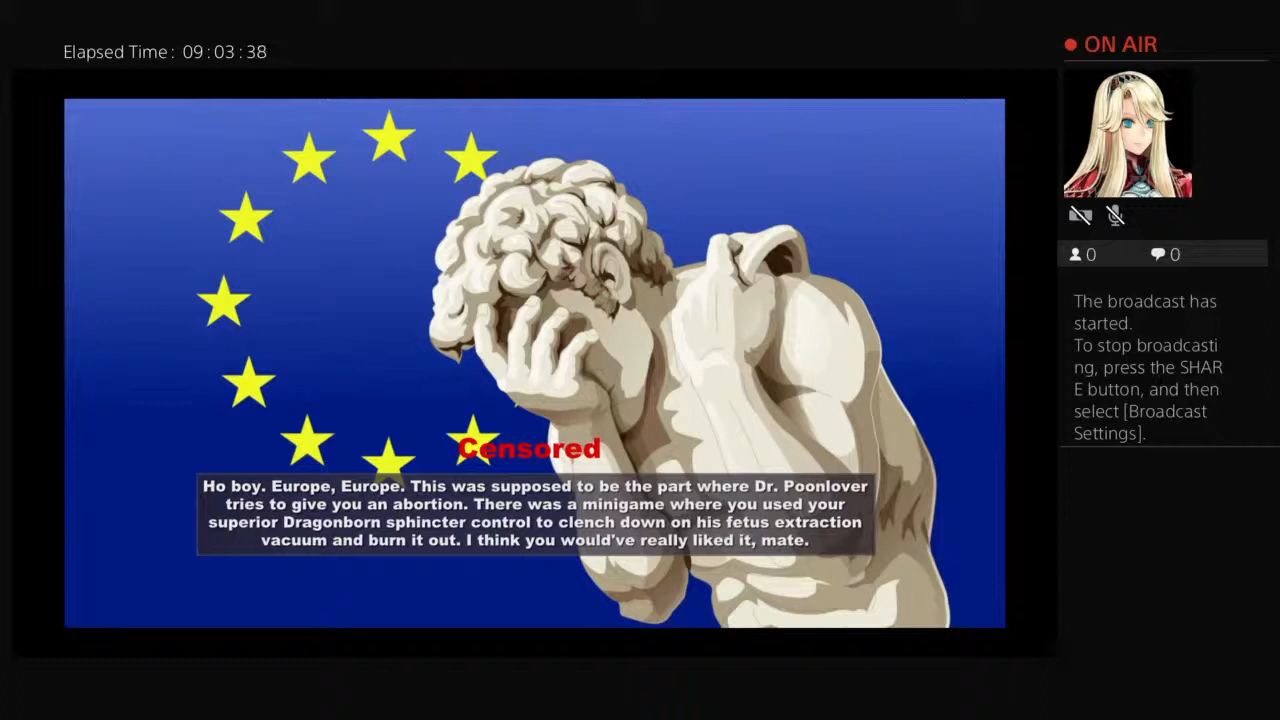 Elapsed Time: 09:03:38
ON AIR
0
0
The broadcast has
started.
To stop broadcasti
ng, press the SHAR
E button, and then
select [Broadcast
Settings].
Censored
Ho boy. Europe, Europe. This was supposed to be the part where Dr. Poonlover
tries to give you an abortion. There was a minigame where you used your
superior Dragonborn sphincter control to clench down on his fetus extraction
vacuum and burn it out. I think you would've really liked it, mate.